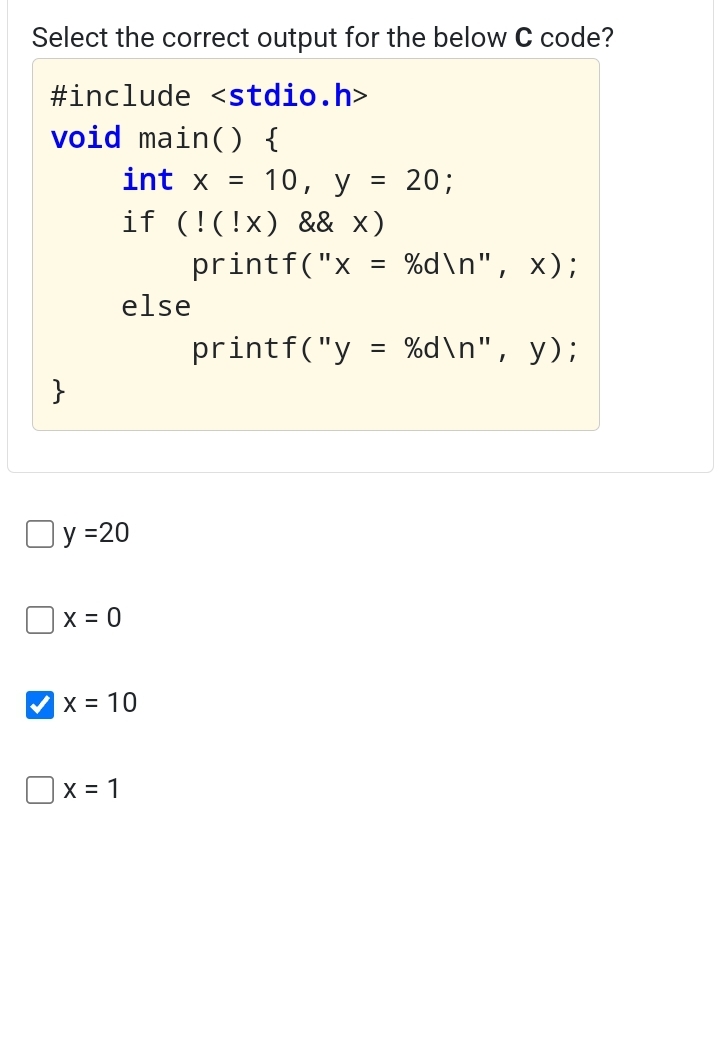 Select the correct output for the below C code?
#include <stdio.h>
void main() {
    int x = 10, y = 20;
    if (!(!x) && x)
        printf("x = %d\n", x);
    else
        printf("y = %d\n", y);
}
y =20
x = 0
x = 10
x = 1